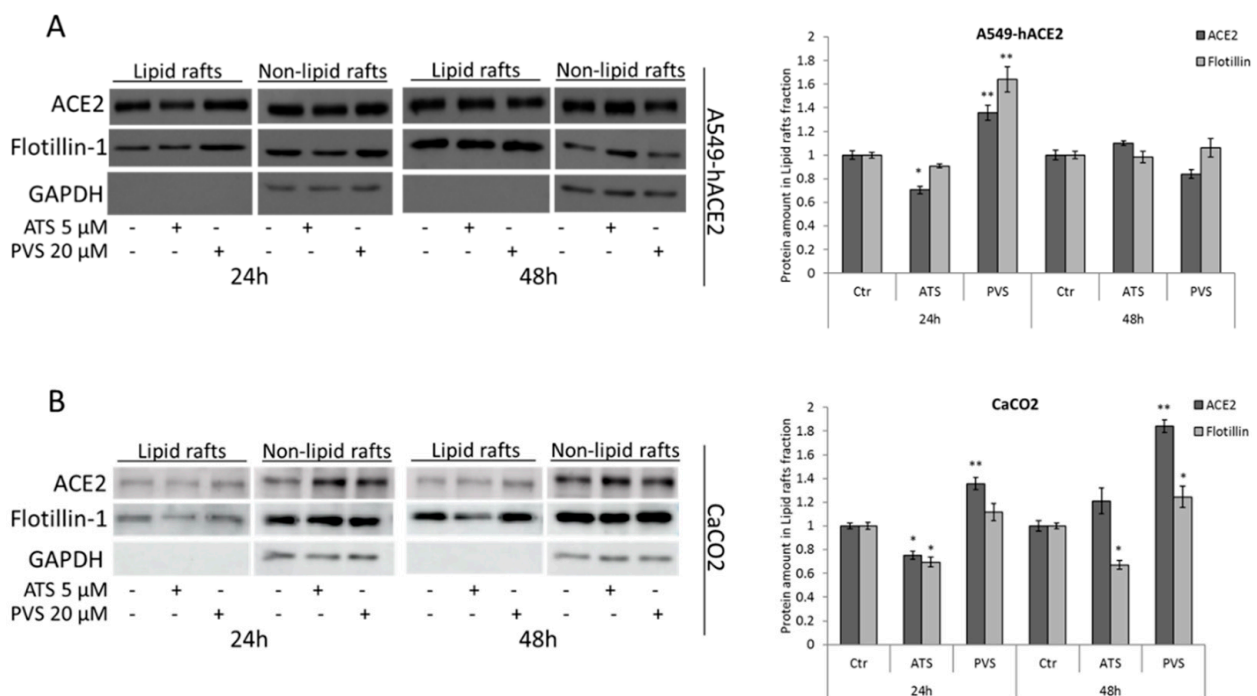 A
Lipid rafts Non-lipid rafts Lipid rafts Non-lipid rafts
ACE2
Flotillin-1
GAPDH
ATS 5 µM - + - - + - - + - - + -
PVS 20 µM - - + - - + - - + - - +
24h 48h
A549-hACE2
A549-hACE2
ACE2
Flotillin
Protein amount in Lipid rafts fraction
2
1.8
1.6
1.4
1.2
1
0.8
0.6
0.4
0.2
0
* ** ** 
Ctr ATS PVS Ctr ATS PVS
24h 48h
B
Lipid rafts Non-lipid rafts Lipid rafts Non-lipid rafts
ACE2
Flotillin-1
GAPDH
ATS 5 µM - + - - + - - + - - + -
PVS 20 µM - - + - - + - - + - - +
24h 48h
CaCO2
CaCO2
ACE2
Flotillin
Protein amount in Lipid rafts fraction
2
1.8
1.6
1.4
1.2
1
0.8
0.6
0.4
0.2
0
* * ** * ** *
Ctr ATS PVS Ctr ATS PVS
24h 48h